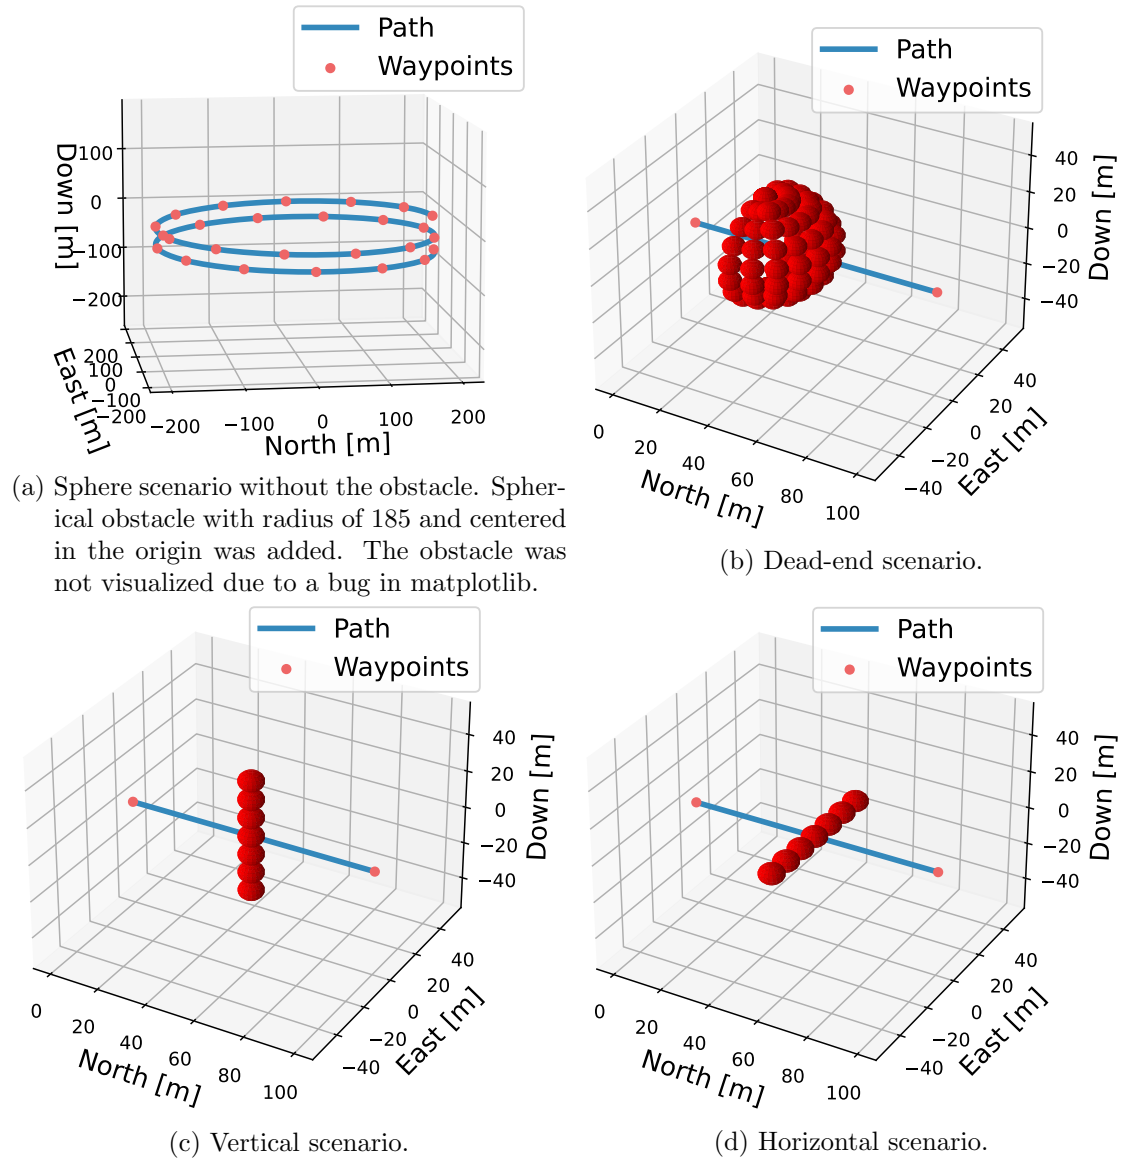 Path
Waypoints
Down [m]
100
0
−100
−200
East [m]
200
100
0
−100
−200
−200
−100
0
100
200
North [m]
(a) Sphere scenario without the obstacle. Spher-
ical obstacle with radius of 185 and centered
in the origin was added. The obstacle was
not visualized due to a bug in matplotlib.
Path
Waypoints
40
20
0
−20
−40
Down [m]
40
20
0
−20
−40
East [m]
0
20
40
60
80
100
North [m]
(b) Dead-end scenario.
Path
Waypoints
40
20
0
−20
−40
Down [m]
40
20
0
−20
−40
East [m]
0
20
40
60
80
100
North [m]
(c) Vertical scenario.
Path
Waypoints
40
20
0
−20
−40
Down [m]
40
20
0
−20
−40
East [m]
0
20
40
60
80
100
North [m]
(d) Horizontal scenario.